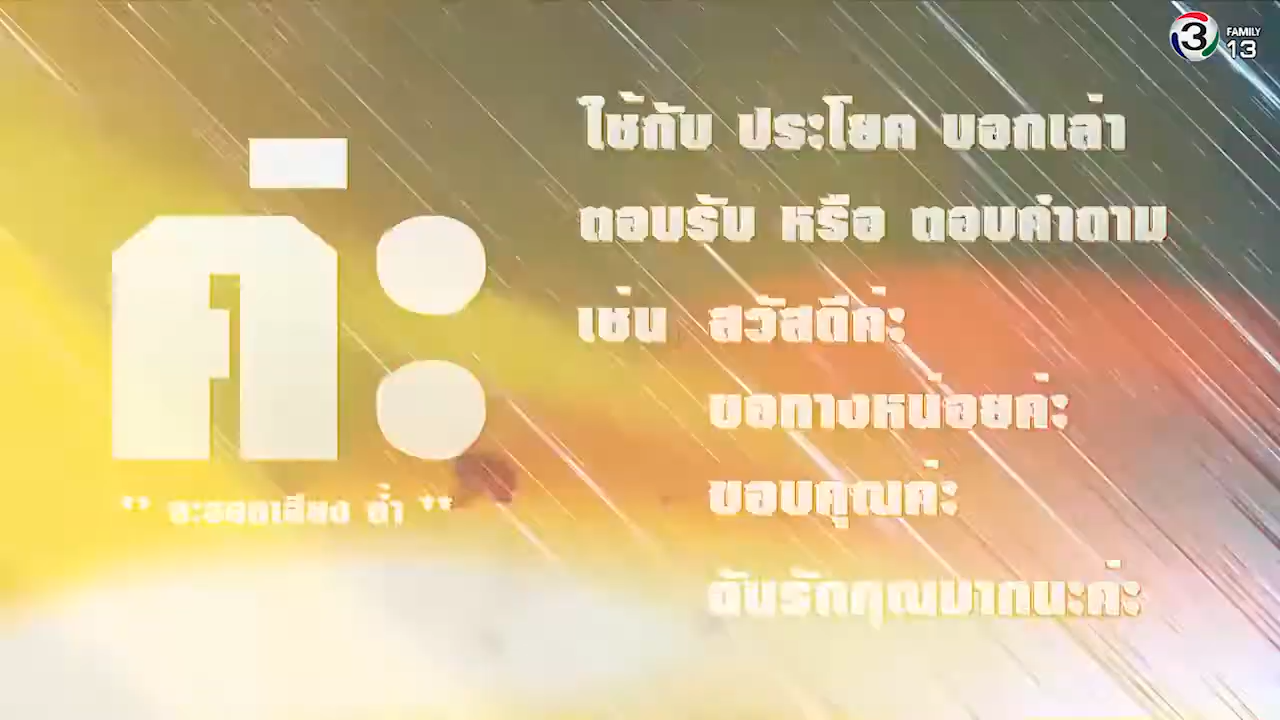 3 FAMILY 13
ค่ะ
** จะออกเสียง ต่ำ **
ใช้กับ ประโยค บอกเล่า
ตอบรับ หรือ ตอบคำถาม
เช่น สวัสดีค่ะ
ขอทางหน่อยค่ะ
ขอบคุณค่ะ
ฉันรักคุณมากนะค่ะ